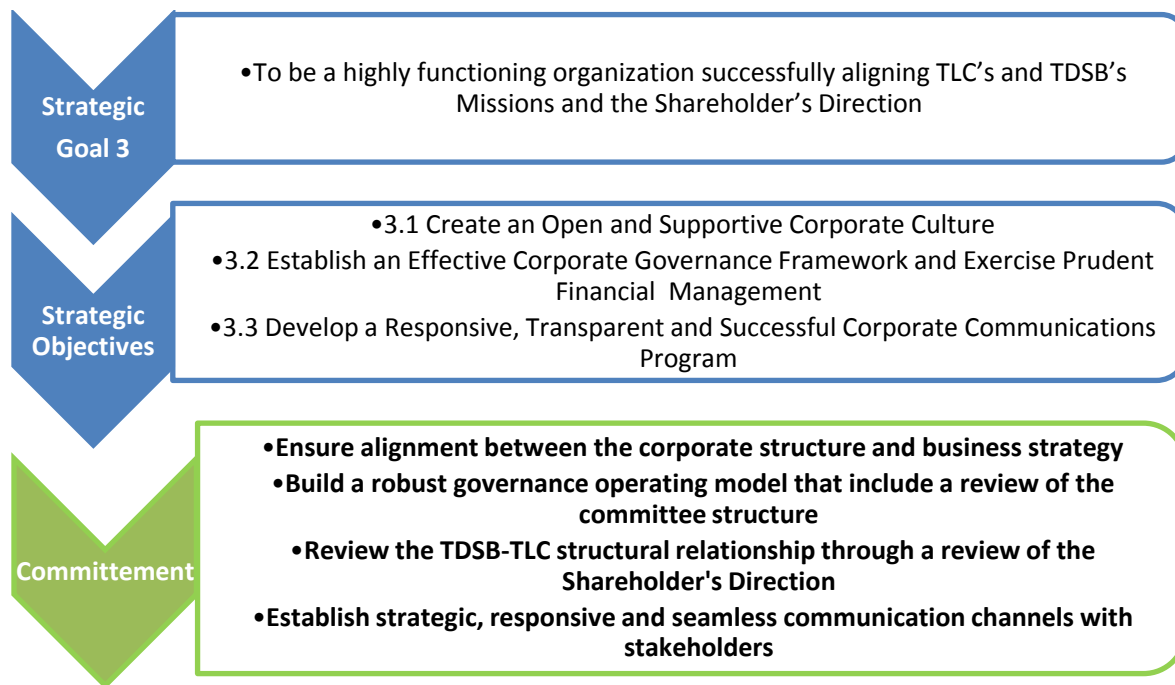 Strategic
Goal 3
•To be a highly functioning organization successfully aligning TLC’s and TDSB’s
Missions and the Shareholder’s Direction
Strategic
Objectives
•3.1 Create an Open and Supportive Corporate Culture
•3.2 Establish an Effective Corporate Governance Framework and Exercise Prudent
Financial Management
•3.3 Develop a Responsive, Transparent and Successful Corporate Communications
Program
Committement
•Ensure alignment between the corporate structure and business strategy
•Build a robust governance operating model that include a review of the
committee structure
•Review the TDSB-TLC structural relationship through a review of the
Shareholder's Direction
•Establish strategic, responsive and seamless communication channels with
stakeholders